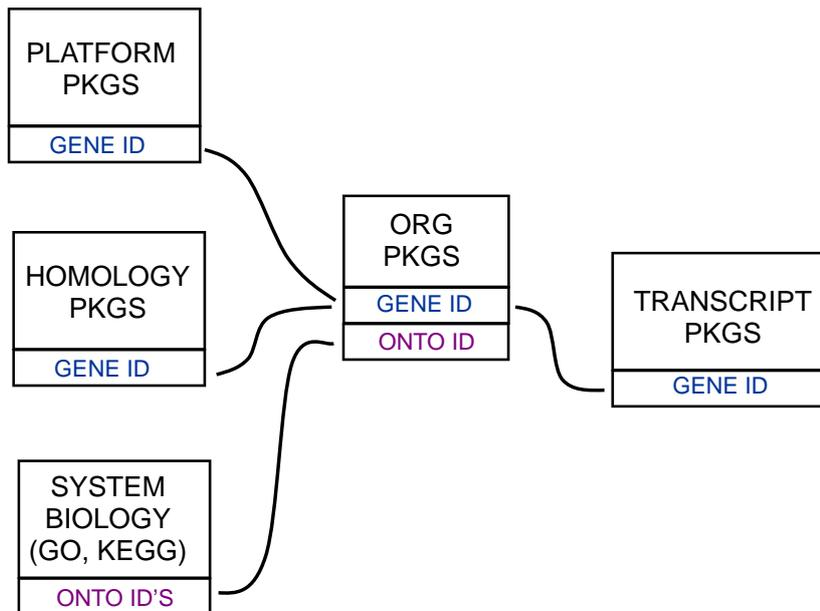 PLATFORM
PKGS
GENE ID
HOMOLOGY
PKGS
GENE ID
SYSTEM
BIOLOGY
(GO, KEGG)
ONTO ID'S
ORG
PKGS
GENE ID
ONTO ID
TRANSCRIPT
PKGS
GENE ID